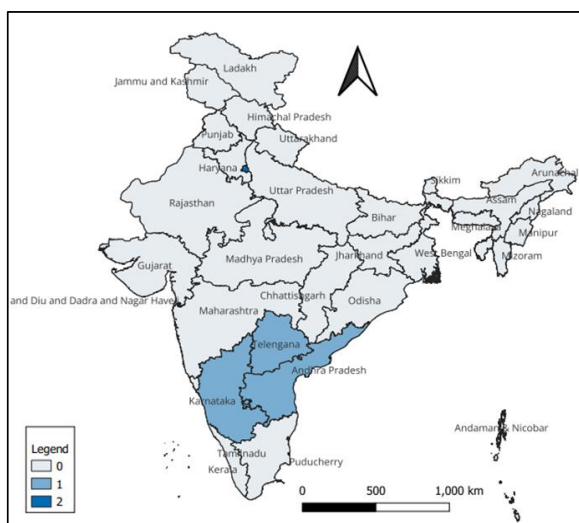 Ladakh
Jammu and Kashmir
Himachal Pradesh
Punjab
Uttarakhand
Haryana
Sikkim
Arunachal
Rajasthan
Uttar Pradesh
Assam
Nagaland
Bihar
Meghalaya
Manipur
Gujarat
Madhya Pradesh
Jharkhand
West Bengal
Mizoram
and Diu and Dadra and Nagar Haveli
Chhattisgarh
Maharashtra
Odisha
Telengana
Andhra Pradesh
Karnataka
Andaman & Nicobar
Legend
0
1
2
Tamilnadu
Kerala
Puducherry
0 500 1,000 km